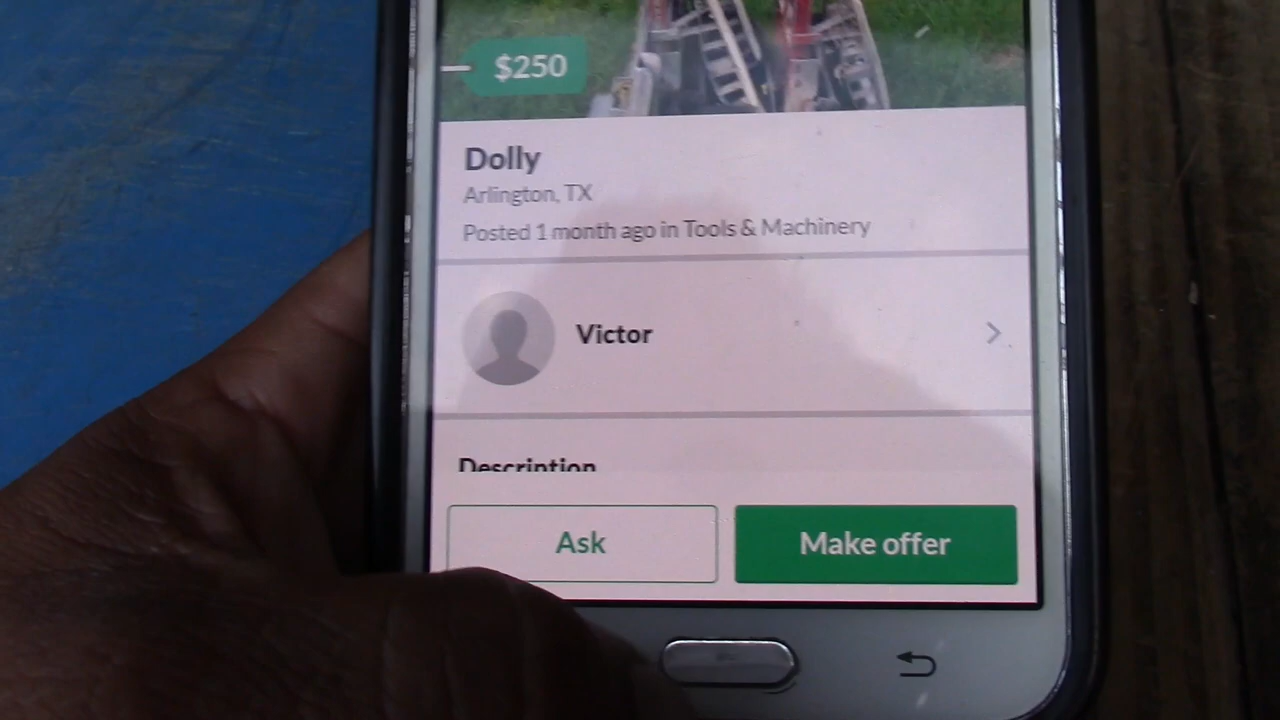 $250
Dolly
Arlington, TX
Posted 1 month ago in Tools & Machinery
Victor
Description
Ask
Make offer